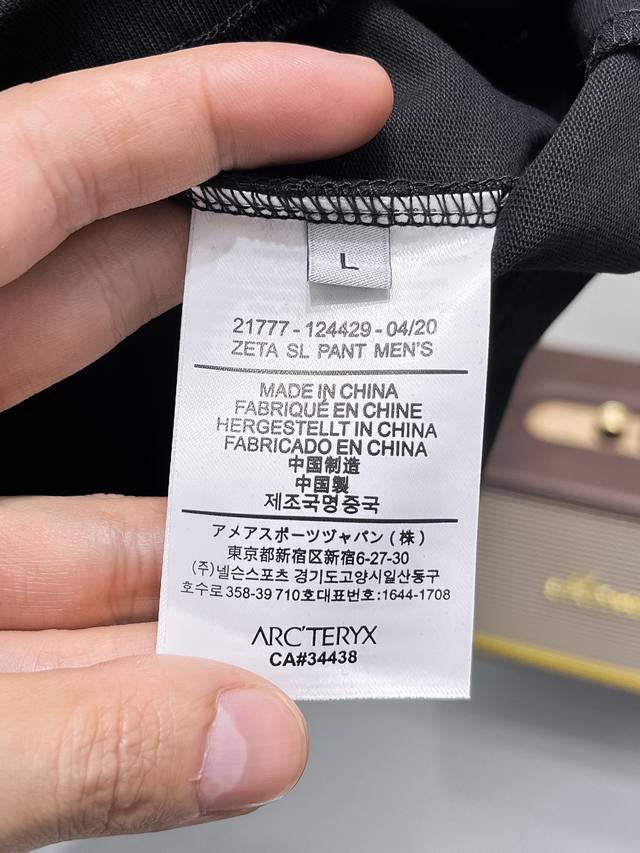 L
21777 - 124429 - 04/20
ZETA SL PANT MEN'S
MADE IN CHINA
FABRIQUÉ EN CHINE
HERGESTELLT IN CHINA
FABRICADO EN CHINA
中国制造
中国製
제조국명중국
アメアスポーツヅャパン(株)
東京都新宿区新宿6-27-30
(주)넬슨스포츠 경기도고양시일산동구
호수로 358-39 710호대표번호:1644-1708
ARC'TERYX
CA#34438